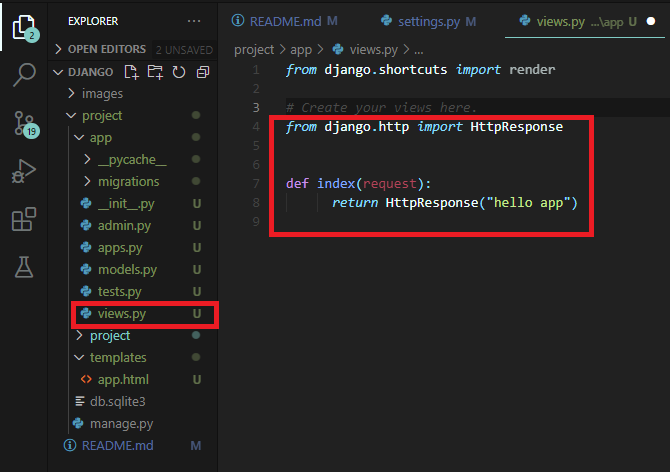 EXPLORER ...
README.md M settings.py M views.py ...\app U
2
OPEN EDITORS 2 UNSAVED
project > app > views.py > ...
DJANGO
1 from django.shortcuts import render
images
2
project
3 # Create your views here.
19
app
4 from django.http import HttpResponse
__pycache__
5
migrations
6
__init__.py U
7 def index(request):
admin.py U
8 return HttpResponse("hello app")
apps.py U
9
models.py U
tests.py U
views.py U
project
templates
<> app.html U
db.sqlite3
manage.py
README.md M